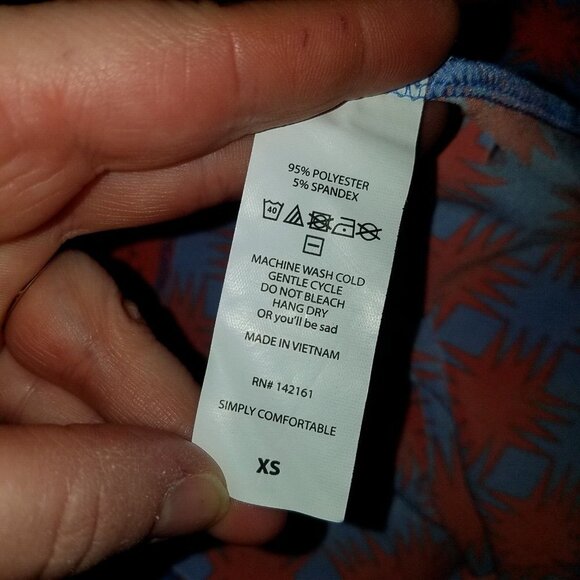 95% POLYESTER
5% SPANDEX
40
MACHINE WASH COLD
GENTLE CYCLE
DO NOT BLEACH
HANG DRY
OR you'll be sad
MADE IN VIETNAM
RN# 142161
SIMPLY COMFORTABLE
XS